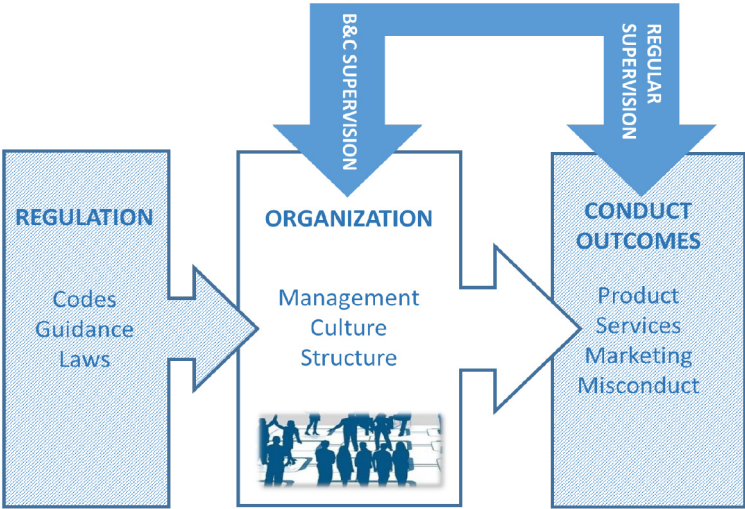 B&C SUPERVISION
REGULAR
SUPERVISION
REGULATION
Codes
Guidance
Laws
ORGANIZATION
Management
Culture
Structure
CONDUCT
OUTCOMES
Product
Services
Marketing
Misconduct